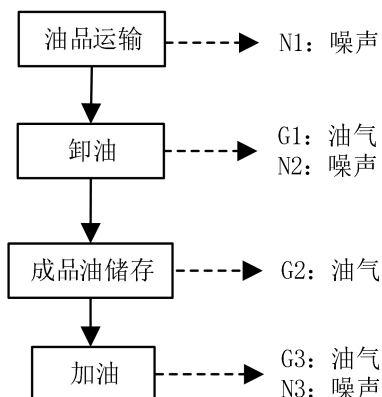 油品运输
N1: 噪声
卸油
G1: 油气
N2: 噪声
成品油储存
G2: 油气
加油
G3: 油气
N3: 噪声